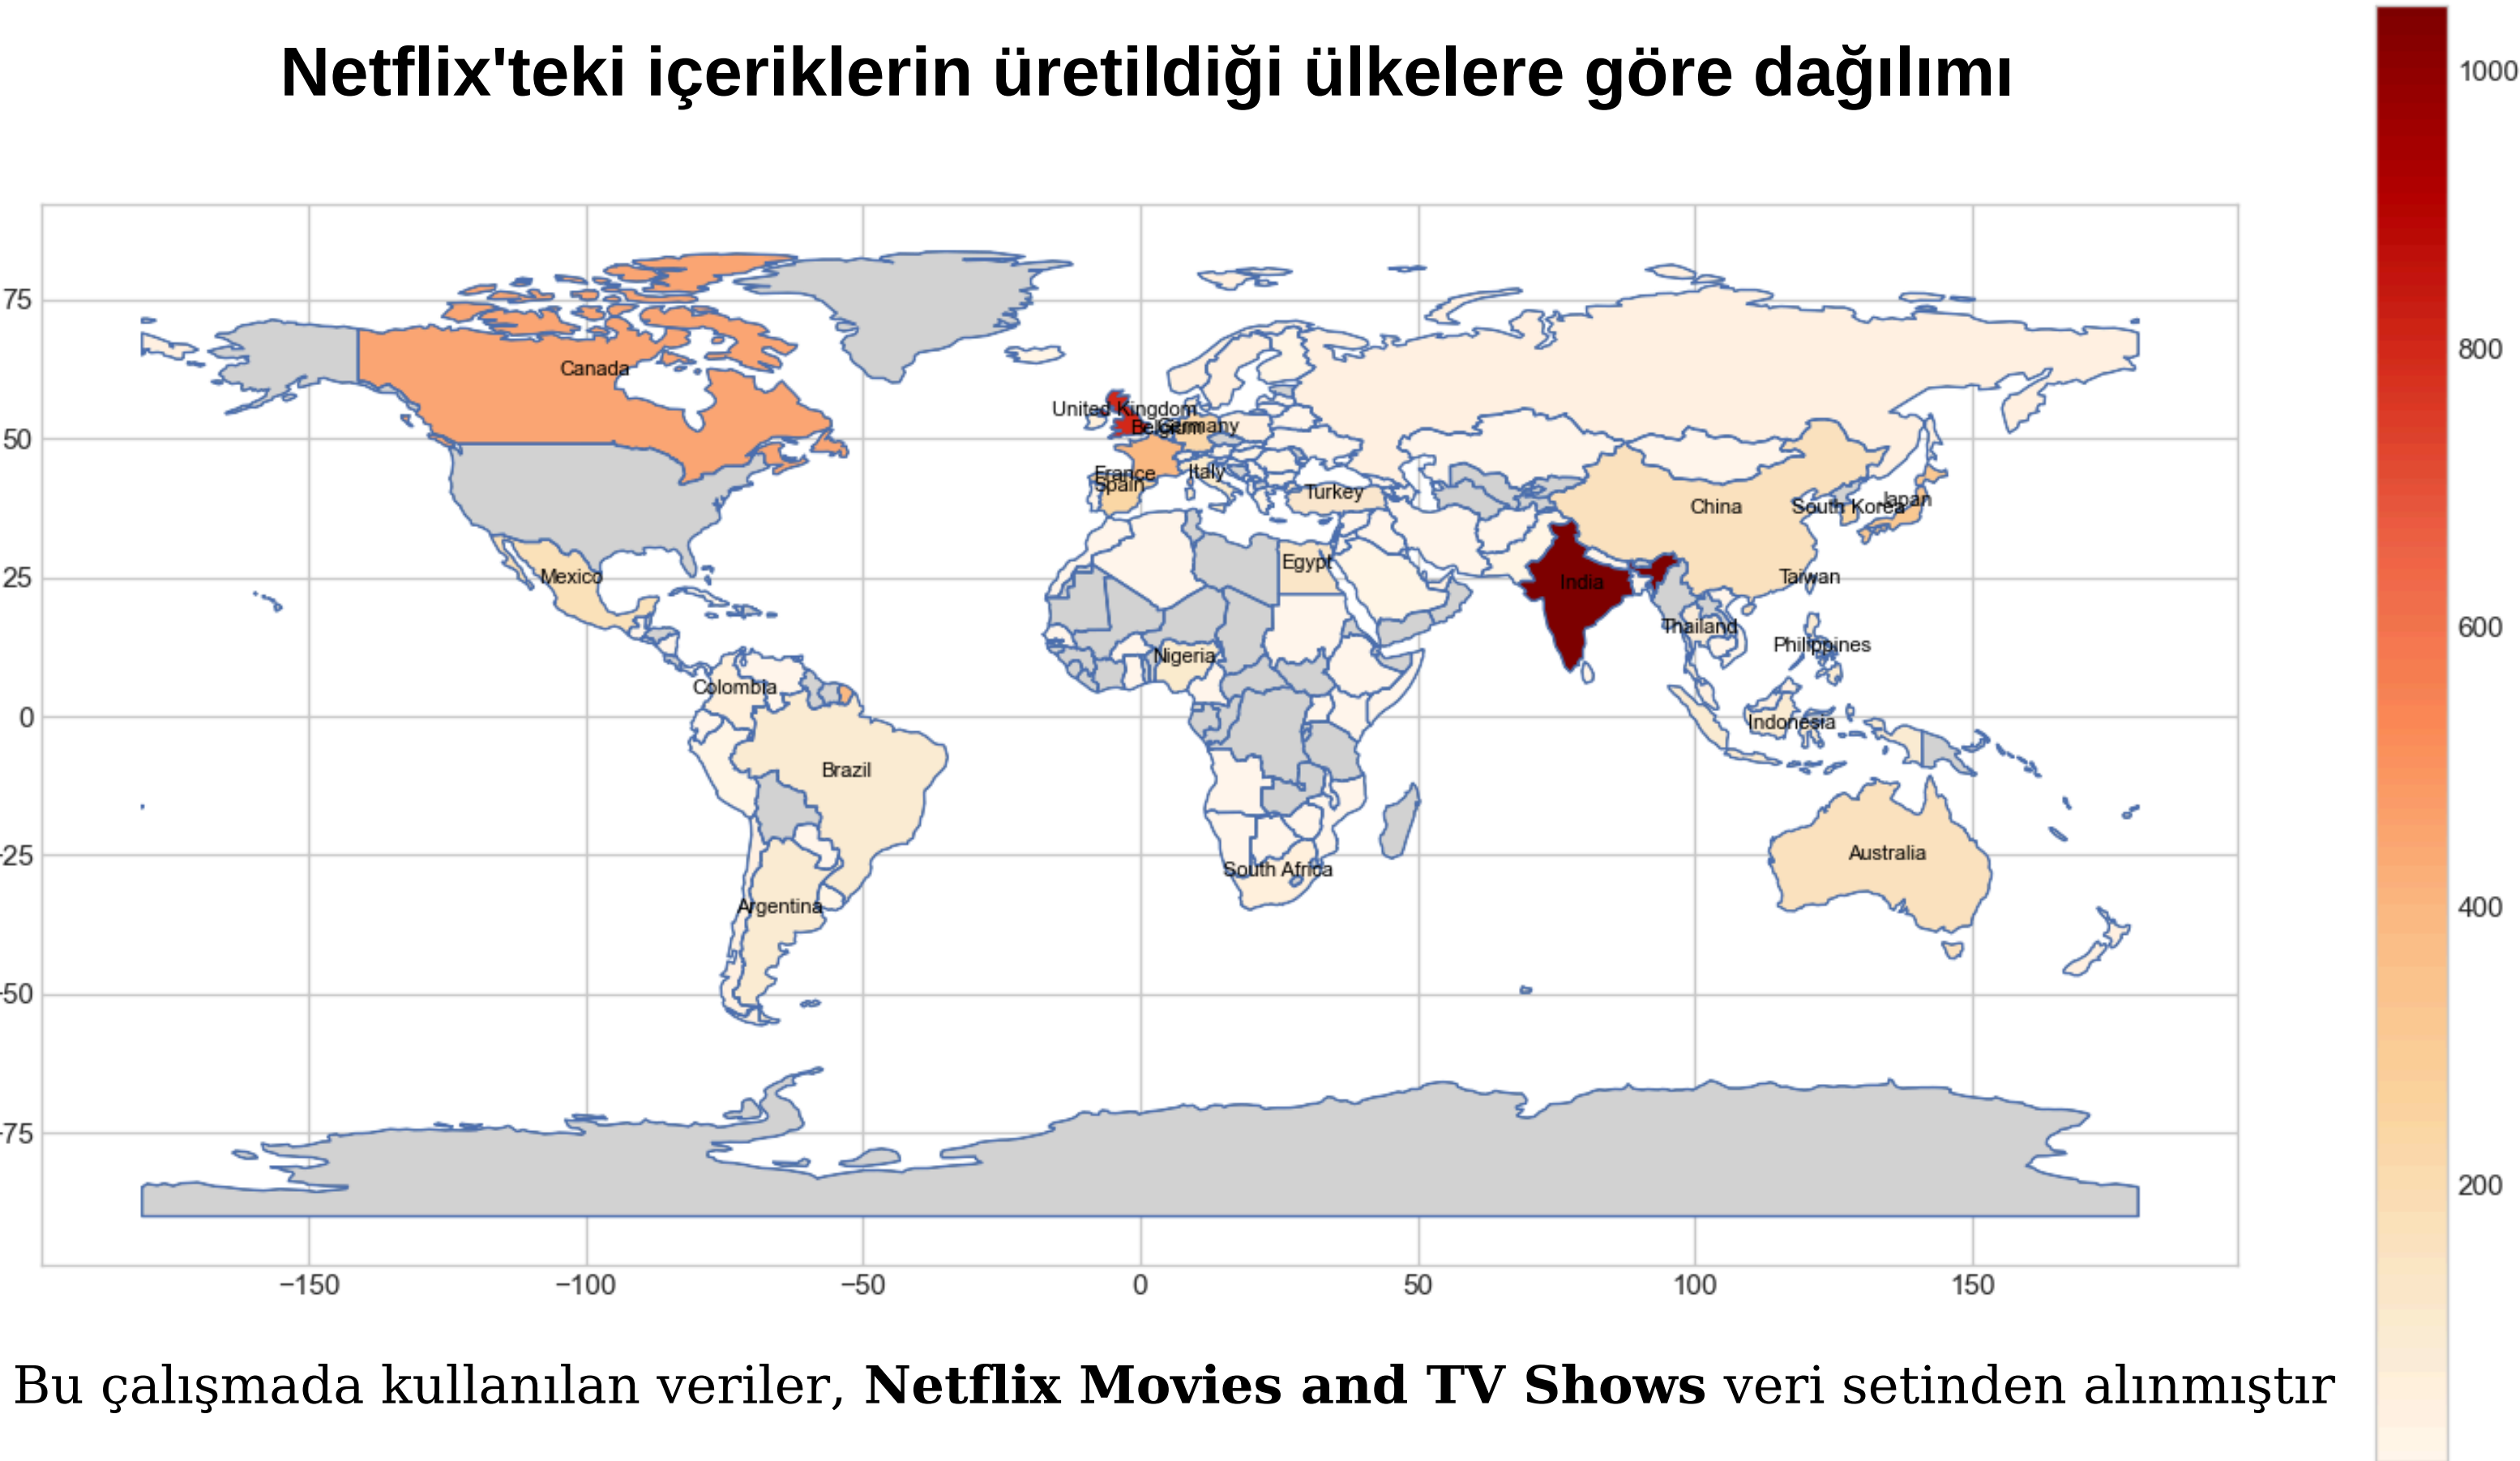 Netflix'teki içeriklerin üretildiği ülkelere göre dağılımı
1000
800
600
400
200
75
50
25
0
-25
-50
-75
−150
−100
−50
0
50
100
150
Canada
United Kingdom
Belgium
Germany
France
Spain
Italy
Turkey
China
South Korea
Japan
Mexico
Egypt
India
Taiwan
Thailand
Philippines
Nigeria
Colombia
Indonesia
Brazil
Australia
South Africa
Argentina
Bu çalışmada kullanılan veriler, Netflix Movies and TV Shows veri setinden alınmıştır